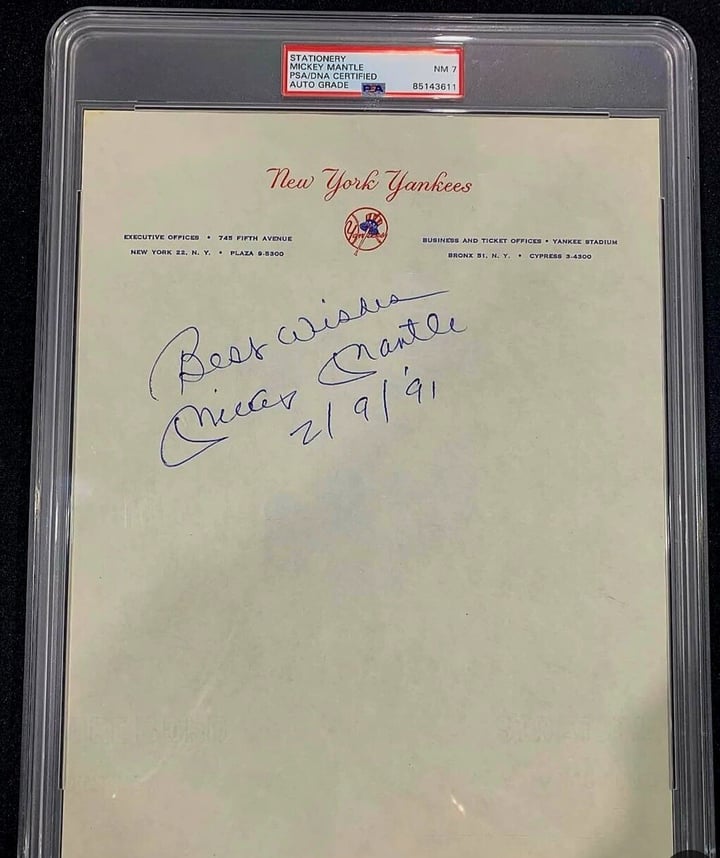 STATIONERY
MICKEY MANTLE NM 7
PSA/DNA CERTIFIED
AUTO GRADE PSA 85143611
New York Yankees
Yankees
EXECUTIVE OFFICES • 745 FIFTH AVENUE
NEW YORK 22, N. Y. • PLAZA 9-5300
BUSINESS AND TICKET OFFICES • YANKEE STADIUM
BRONX 51, N. Y. • CYPRESS 3-4300
Best Wishes
Mickey Mantle
2/9/'91